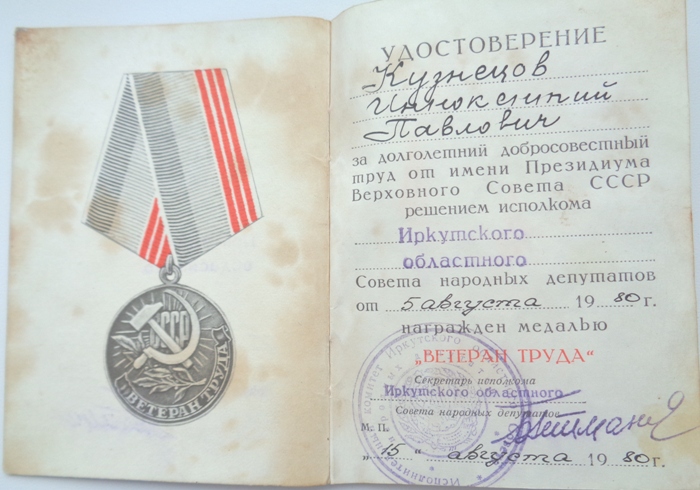 СССР
ВЕТЕРАН ТРУДА
УДОСТОВЕРЕНИЕ
Кузнецов
Иннокентий
Павлович
за долголетний добросовестный
труд от имени Президиума
Верховного Совета СССР
решением исполкома
Иркутского
областного
Совета народных депутатов
от 5 августа 1980 г.
награжден медалью
„ВЕТЕРАН ТРУДА“
Секретарь исполкома
Иркутского областного
Совета народных депутатов
М. П.
„15“ августа 1980 г.